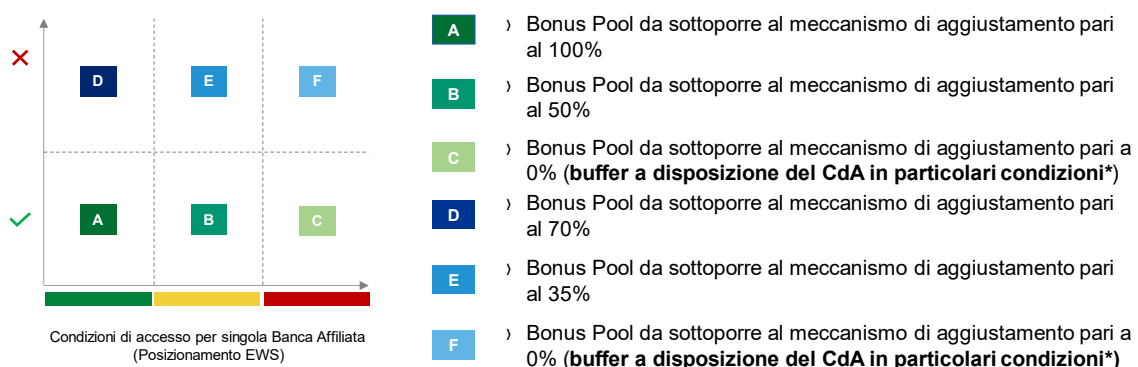 D
E
F
A
B
C
Condizioni di accesso per singola Banca Affiliata
(Posizionamento EWS)
A
› Bonus Pool da sottoporre al meccanismo di aggiustamento pari
al 100%
B
› Bonus Pool da sottoporre al meccanismo di aggiustamento pari
al 50%
C
› Bonus Pool da sottoporre al meccanismo di aggiustamento pari a
0% (buffer a disposizione del CdA in particolari condizioni*)
D
› Bonus Pool da sottoporre al meccanismo di aggiustamento pari
al 70%
E
› Bonus Pool da sottoporre al meccanismo di aggiustamento pari
al 35%
F
› Bonus Pool da sottoporre al meccanismo di aggiustamento pari a
0% (buffer a disposizione del CdA in particolari condizioni*)